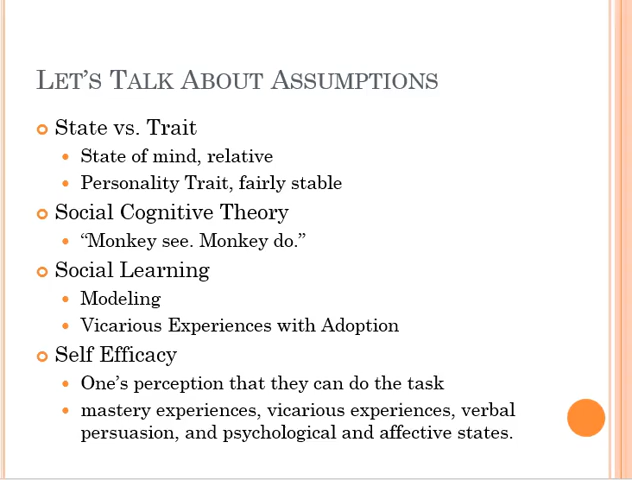 Let's Talk About Assumptions
State vs. Trait
State of mind, relative
Personality Trait, fairly stable
Social Cognitive Theory
“Monkey see. Monkey do.”
Social Learning
Modeling
Vicarious Experiences with Adoption
Self Efficacy
One's perception that they can do the task
mastery experiences, vicarious experiences, verbal
persuasion, and psychological and affective states.